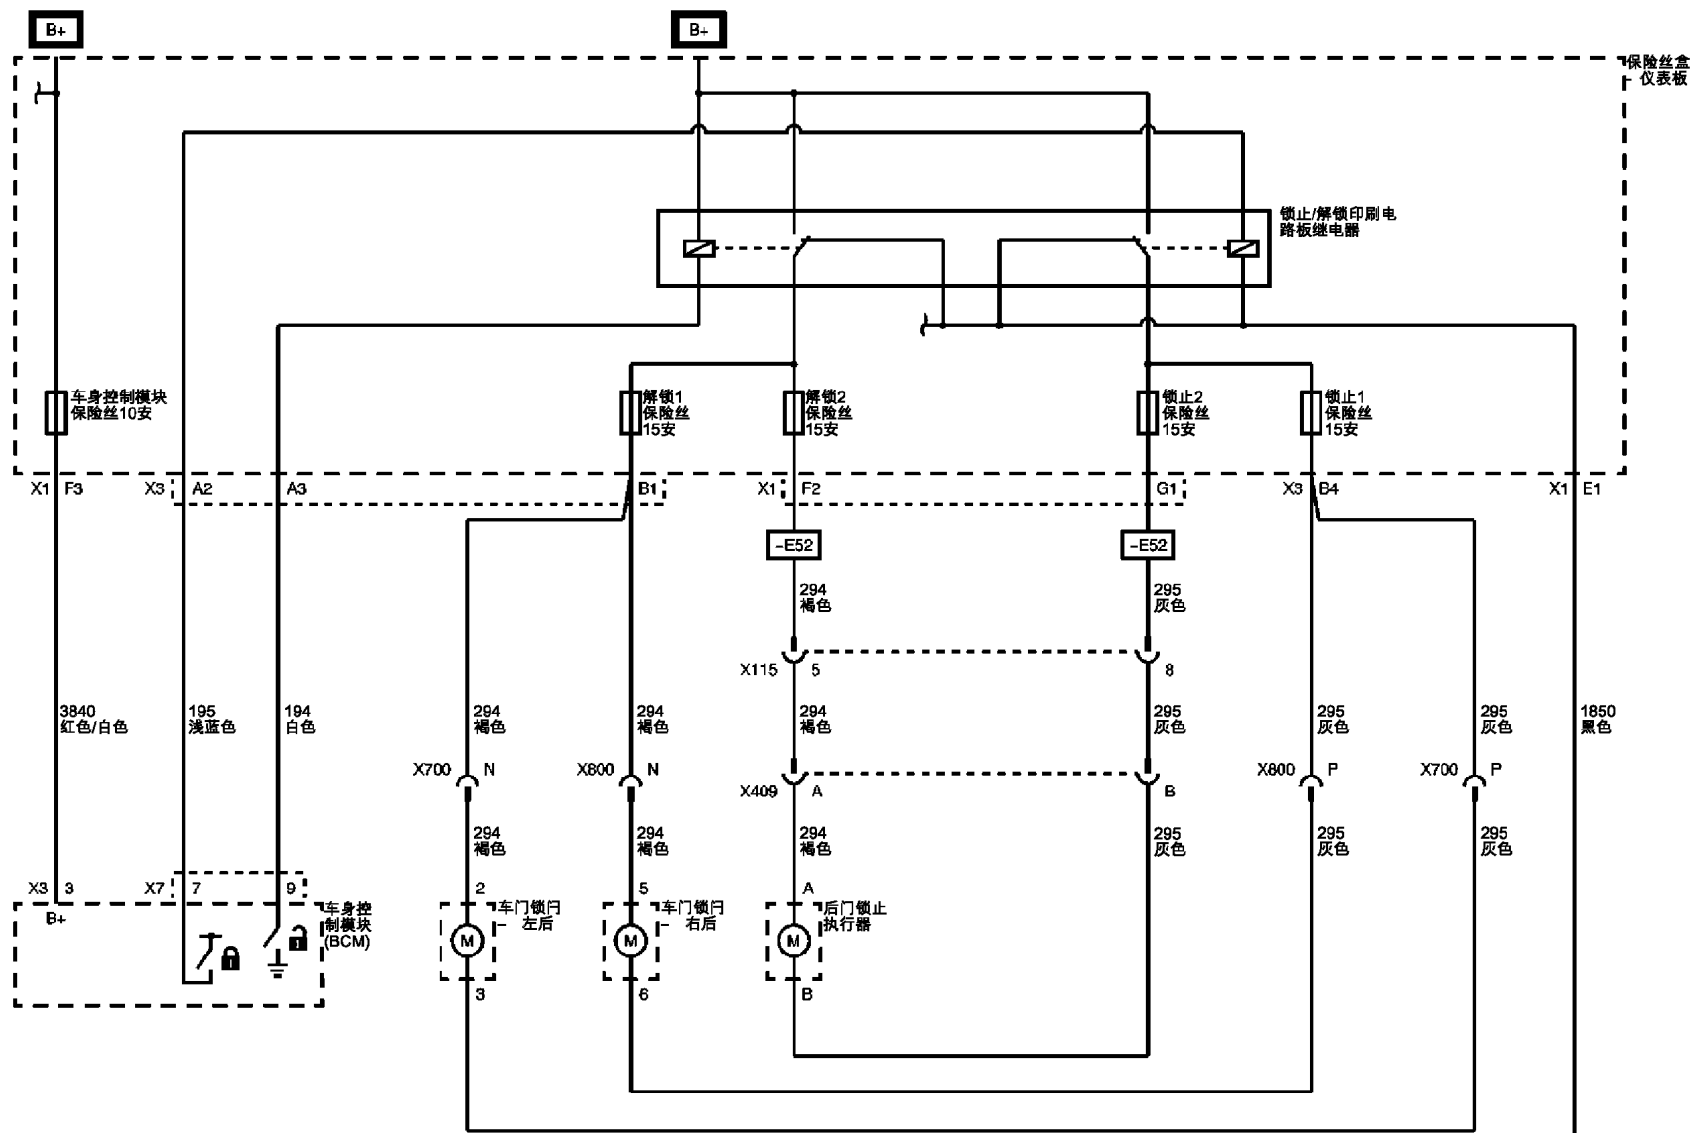 B+
B+
保险丝盒
- 仪表板
锁止/解锁印刷电
路板继电器
车身控制模块
保险丝10安
解锁1
保险丝
15安
解锁2
保险丝
15安
锁止2
保险丝
15安
锁止1
保险丝
15安
X1 F3
X3 A2
A3
B1
X1 F2
G1
X3 B4
X1 E1
-E52
-E52
294
褐色
295
灰色
X115 5
8
3840
红色/白色
195
浅蓝色
194
白色
294
褐色
294
褐色
294
褐色
295
灰色
295
灰色
295
灰色
1850
黑色
X700 N
X800 N
X409 A
B
X800 P
X700 P
294
褐色
294
褐色
294
褐色
295
灰色
295
灰色
295
灰色
X3 3
X7 7
9
2
5
A
B+
车身控
制模块
(BCM)
车门锁闩
- 左后
M
3
车门锁闩
- 右后
M
6
后门锁止
执行器
M
B